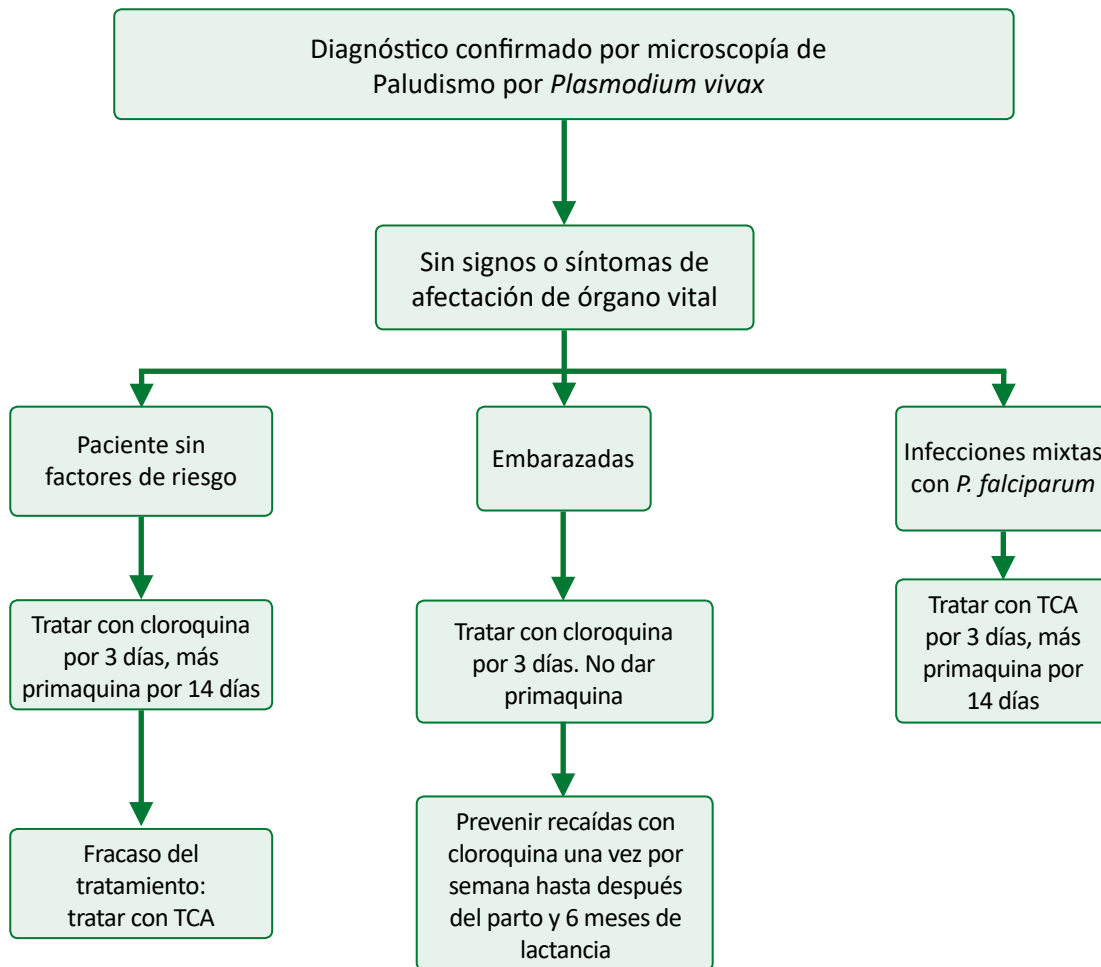 Diagnóstico confirmado por microscopía de
Paludismo por Plasmodium vivax
Sin signos o síntomas de
afectación de órgano vital
Paciente sin
factores de riesgo
Tratar con cloroquina
por 3 días, más
primaquina por 14 días
Fracaso del
tratamiento:
tratar con TCA
Embarazadas
Tratar con cloroquina
por 3 días. No dar
primaquina
Prevenir recaídas con
cloroquina una vez por
semana hasta después
del parto y 6 meses de
lactancia
Infecciones mixtas
con P. falciparum
Tratar con TCA
por 3 días, más
primaquina por
14 días